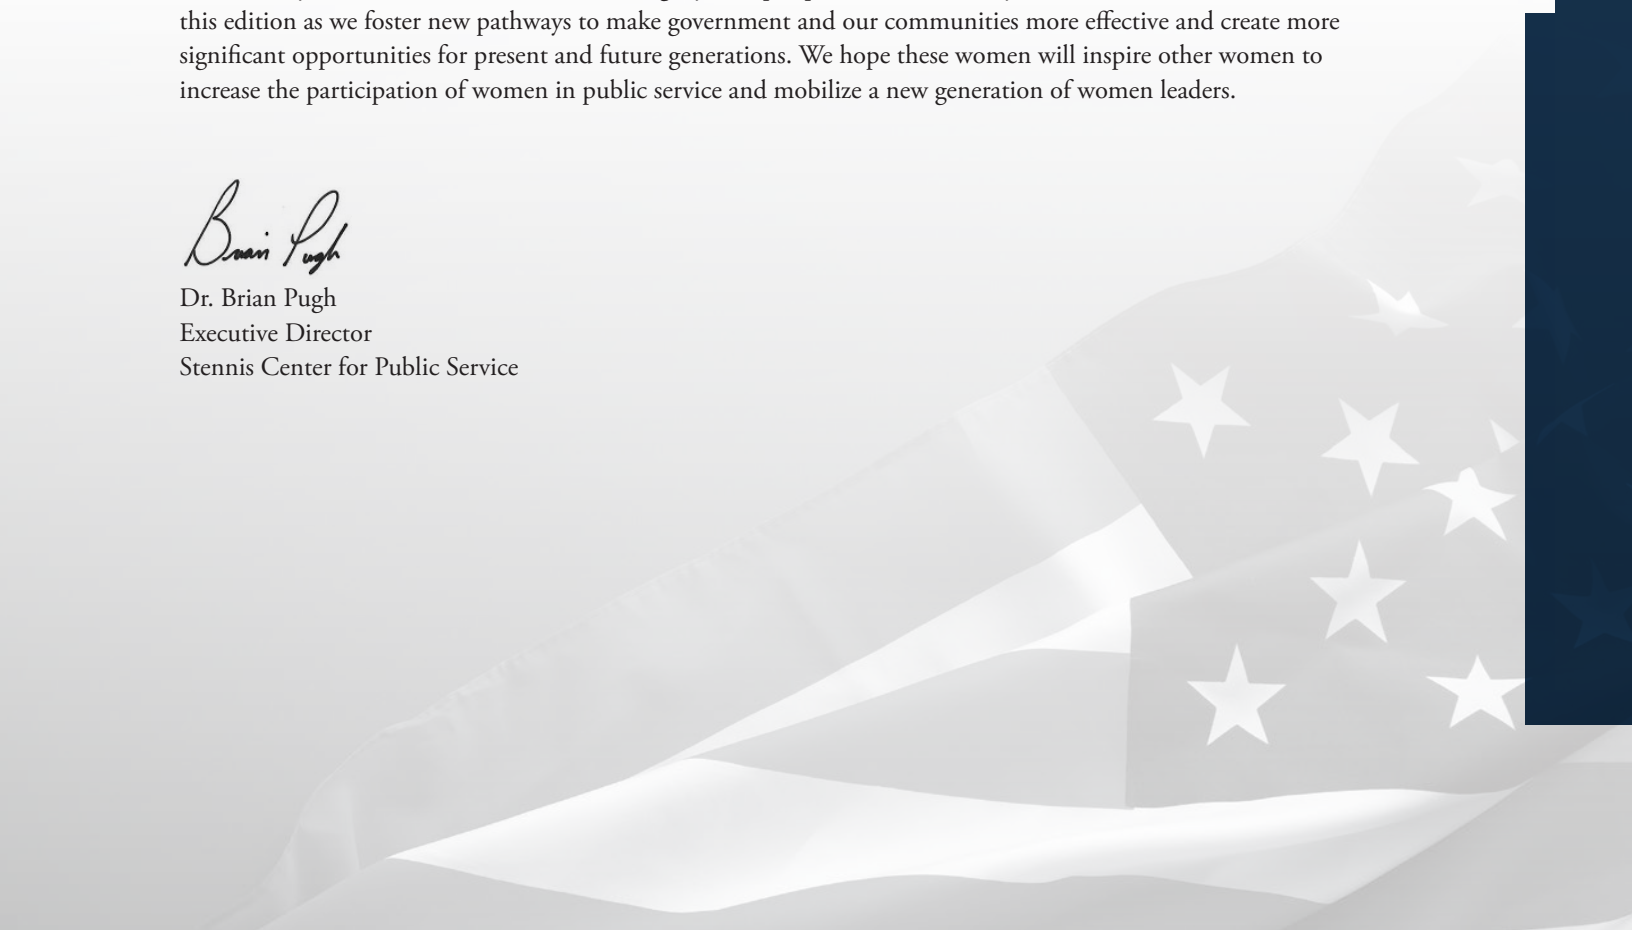 this edition as we foster new pathways to make government and our communities more effective and create more
significant opportunities for present and future generations. We hope these women will inspire other women to
increase the participation of women in public service and mobilize a new generation of women leaders.
Brian Pugh
Dr. Brian Pugh
Executive Director
Stennis Center for Public Service